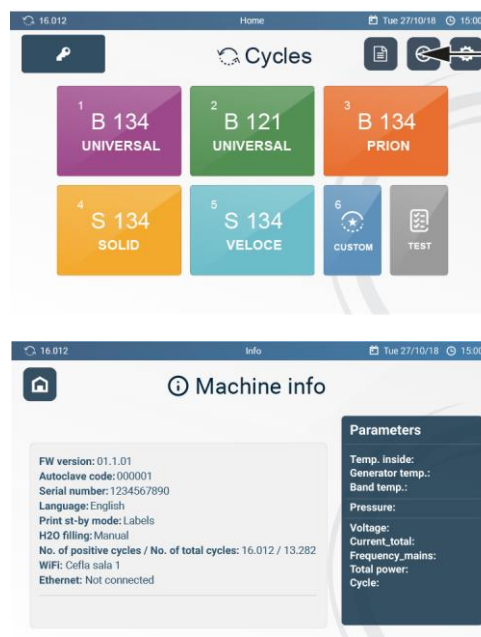 16.012 Home Tue 27/10/18 15:00
Cycles
1 B 134 UNIVERSAL
2 B 121 UNIVERSAL
3 B 134 PRION
4 S 134 SOLID
5 S 134 VELOCE
6 CUSTOM
TEST
16.012 Info Tue 27/10/18 15:00
Machine info
FW version: 01.1.01
Autoclave code: 000001
Serial number: 1234567890
Language: English
Print st-by mode: Labels
H2O filling: Manual
No. of positive cycles / No. of total cycles: 16.012 / 13.282
WiFi: Cefla sala 1
Ethernet: Not connected
Parameters
Temp. inside:
Generator temp.:
Band temp.:
Pressure:
Voltage:
Current_total:
Frequency_mains:
Total power:
Cycle: